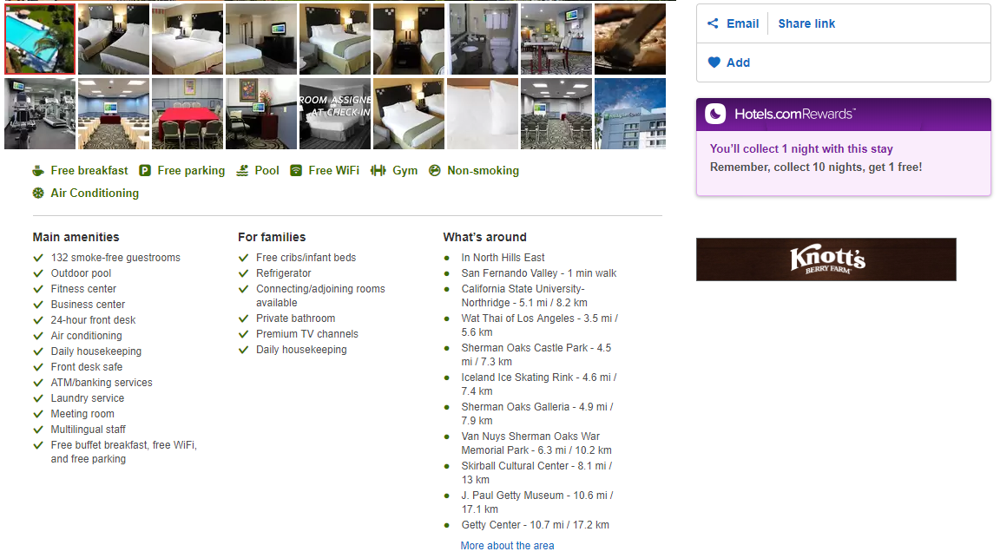 ROOM ASSIGNE
AT CHECK-IN
Free breakfast
Free parking
Pool
Free WiFi
Gym
Non-smoking
Air Conditioning
Main amenities
132 smoke-free guestrooms
Outdoor pool
Fitness center
Business center
24-hour front desk
Air conditioning
Daily housekeeping
Front desk safe
ATM/banking services
Laundry service
Meeting room
Multilingual staff
Free buffet breakfast, free WiFi,
and free parking
For families
Free cribs/infant beds
Refrigerator
Connecting/adjoining rooms
available
Private bathroom
Premium TV channels
Daily housekeeping
What's around
In North Hills East
San Fernando Valley - 1 min walk
California State University-
Northridge - 5.1 mi / 8.2 km
Wat Thai of Los Angeles - 3.5 mi /
5.6 km
Sherman Oaks Castle Park - 4.5
mi / 7.3 km
Iceland Ice Skating Rink - 4.6 mi /
7.4 km
Sherman Oaks Galleria - 4.9 mi /
7.9 km
Van Nuys Sherman Oaks War
Memorial Park - 6.3 mi / 10.2 km
Skirball Cultural Center - 8.1 mi /
13 km
J. Paul Getty Museum - 10.6 mi /
17.1 km
Getty Center - 10.7 mi / 17.2 km
More about the area
Email
Share link
Add
Hotels.comRewards™
You'll collect 1 night with this stay
Remember, collect 10 nights, get 1 free!
Knott's
BERRY FARM